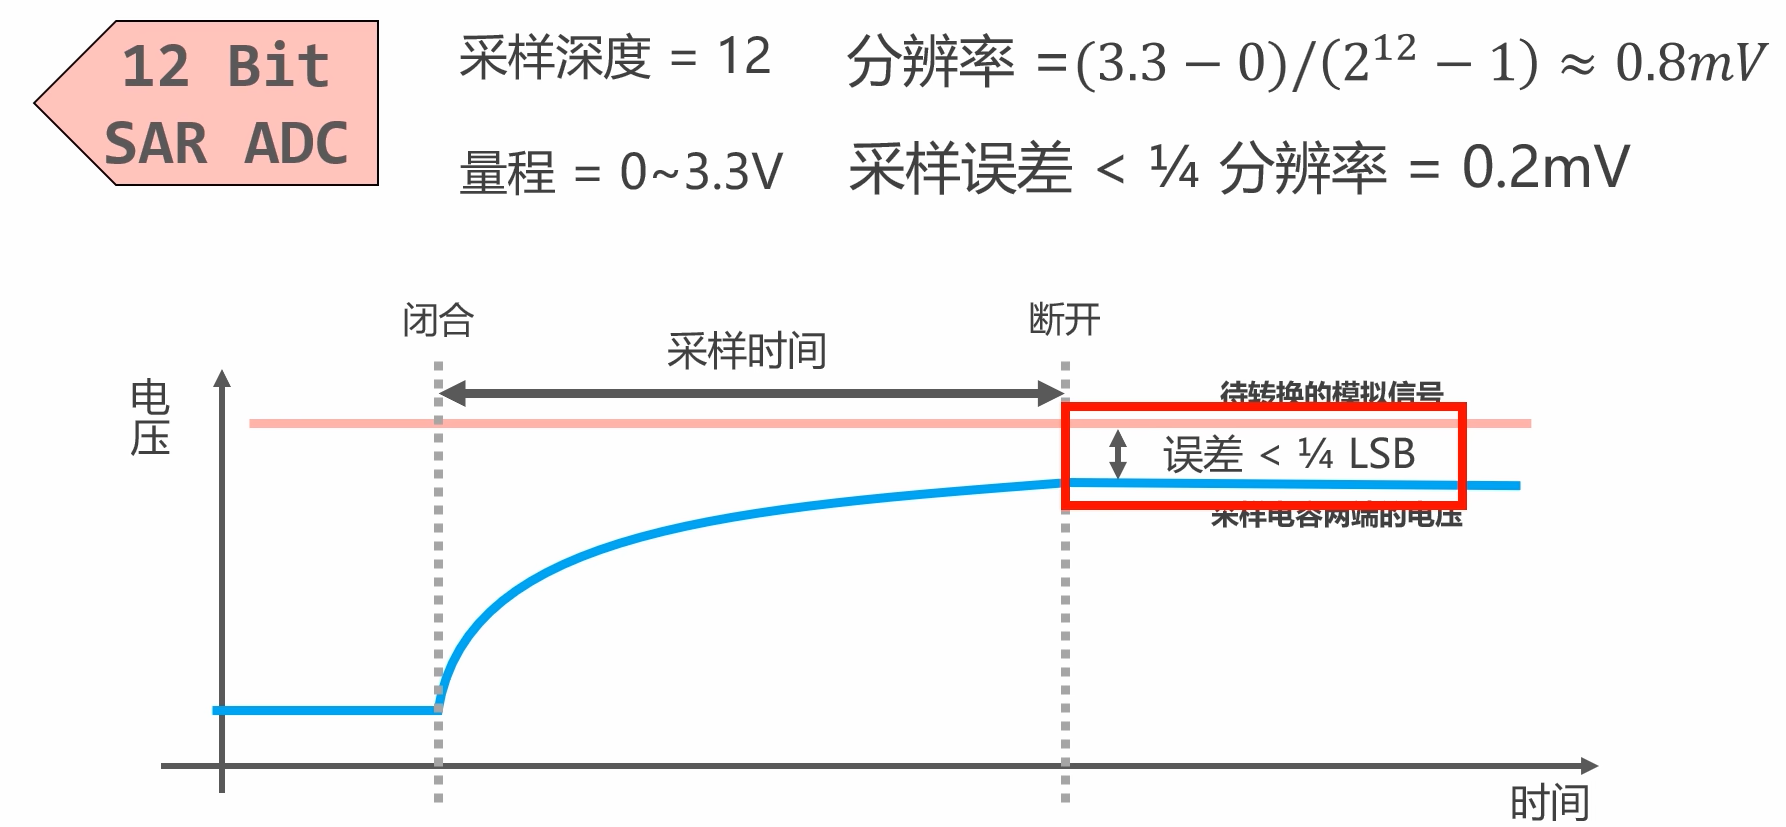 12 Bit
SAR ADC
采样深度 = 12
分辨率 =(3.3 − 0)/(2¹² − 1) ≈ 0.8mV
量程 = 0~3.3V
采样误差 < ¼ 分辨率 = 0.2mV
闭合
断开
采样时间
电压
待转换的模拟信号
误差 < ¼ LSB
采样电容两端的电压
时间